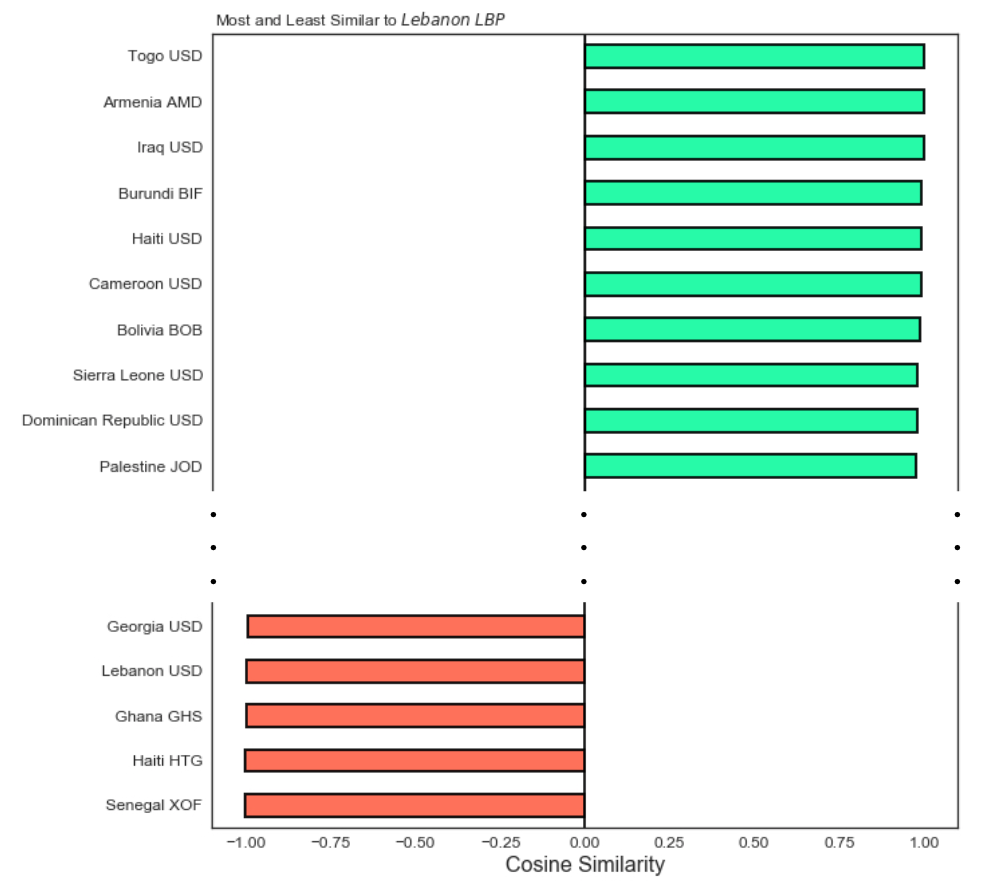 Most and Least Similar to Lebanon LBP
Togo USD
Armenia AMD
Iraq USD
Burundi BIF
Haiti USD
Cameroon USD
Bolivia BOB
Sierra Leone USD
Dominican Republic USD
Palestine JOD
Georgia USD
Lebanon USD
Ghana GHS
Haiti HTG
Senegal XOF
−1.00 −0.75 −0.50 −0.25 0.00 0.25 0.50 0.75 1.00
Cosine Similarity